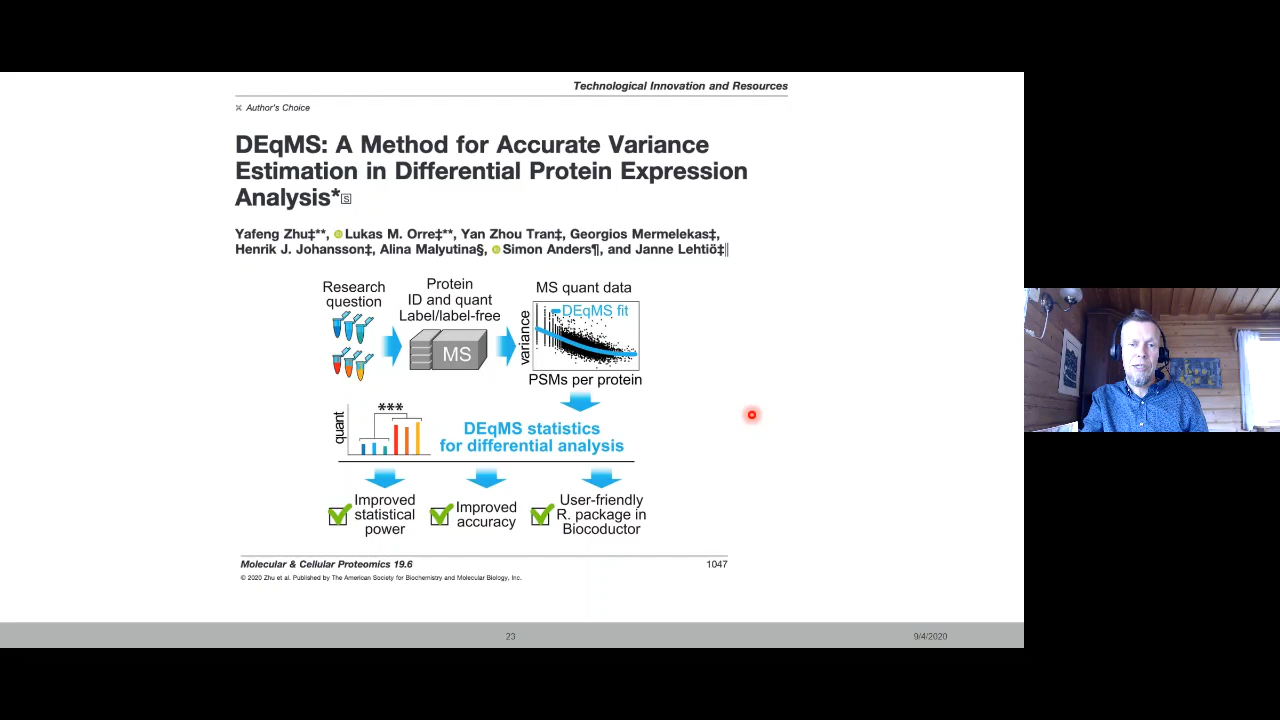 Technological Innovation and Resources
Author's Choice
DEqMS: A Method for Accurate Variance
Estimation in Differential Protein Expression
Analysis*S
Yafeng Zhu‡**, Lukas M. Orre‡**, Yan Zhou Tran‡, Georgios Mermelekas‡,
Henrik J. Johansson‡, Alina Malyutina§, Simon Anders¶, and Janne Lehtiö‡‖
Research
question
Protein
ID and quant
Label/label-free
MS
MS quant data
DEqMS fit
variance
PSMs per protein
quant
***
DEqMS statistics
for differential analysis
Improved
statistical
power
Improved
accuracy
User-friendly
R. package in
Biocoductor
Molecular & Cellular Proteomics 19.6
1047
© 2020 Zhu et al. Published by The American Society for Biochemistry and Molecular Biology, Inc.
23
9/4/2020